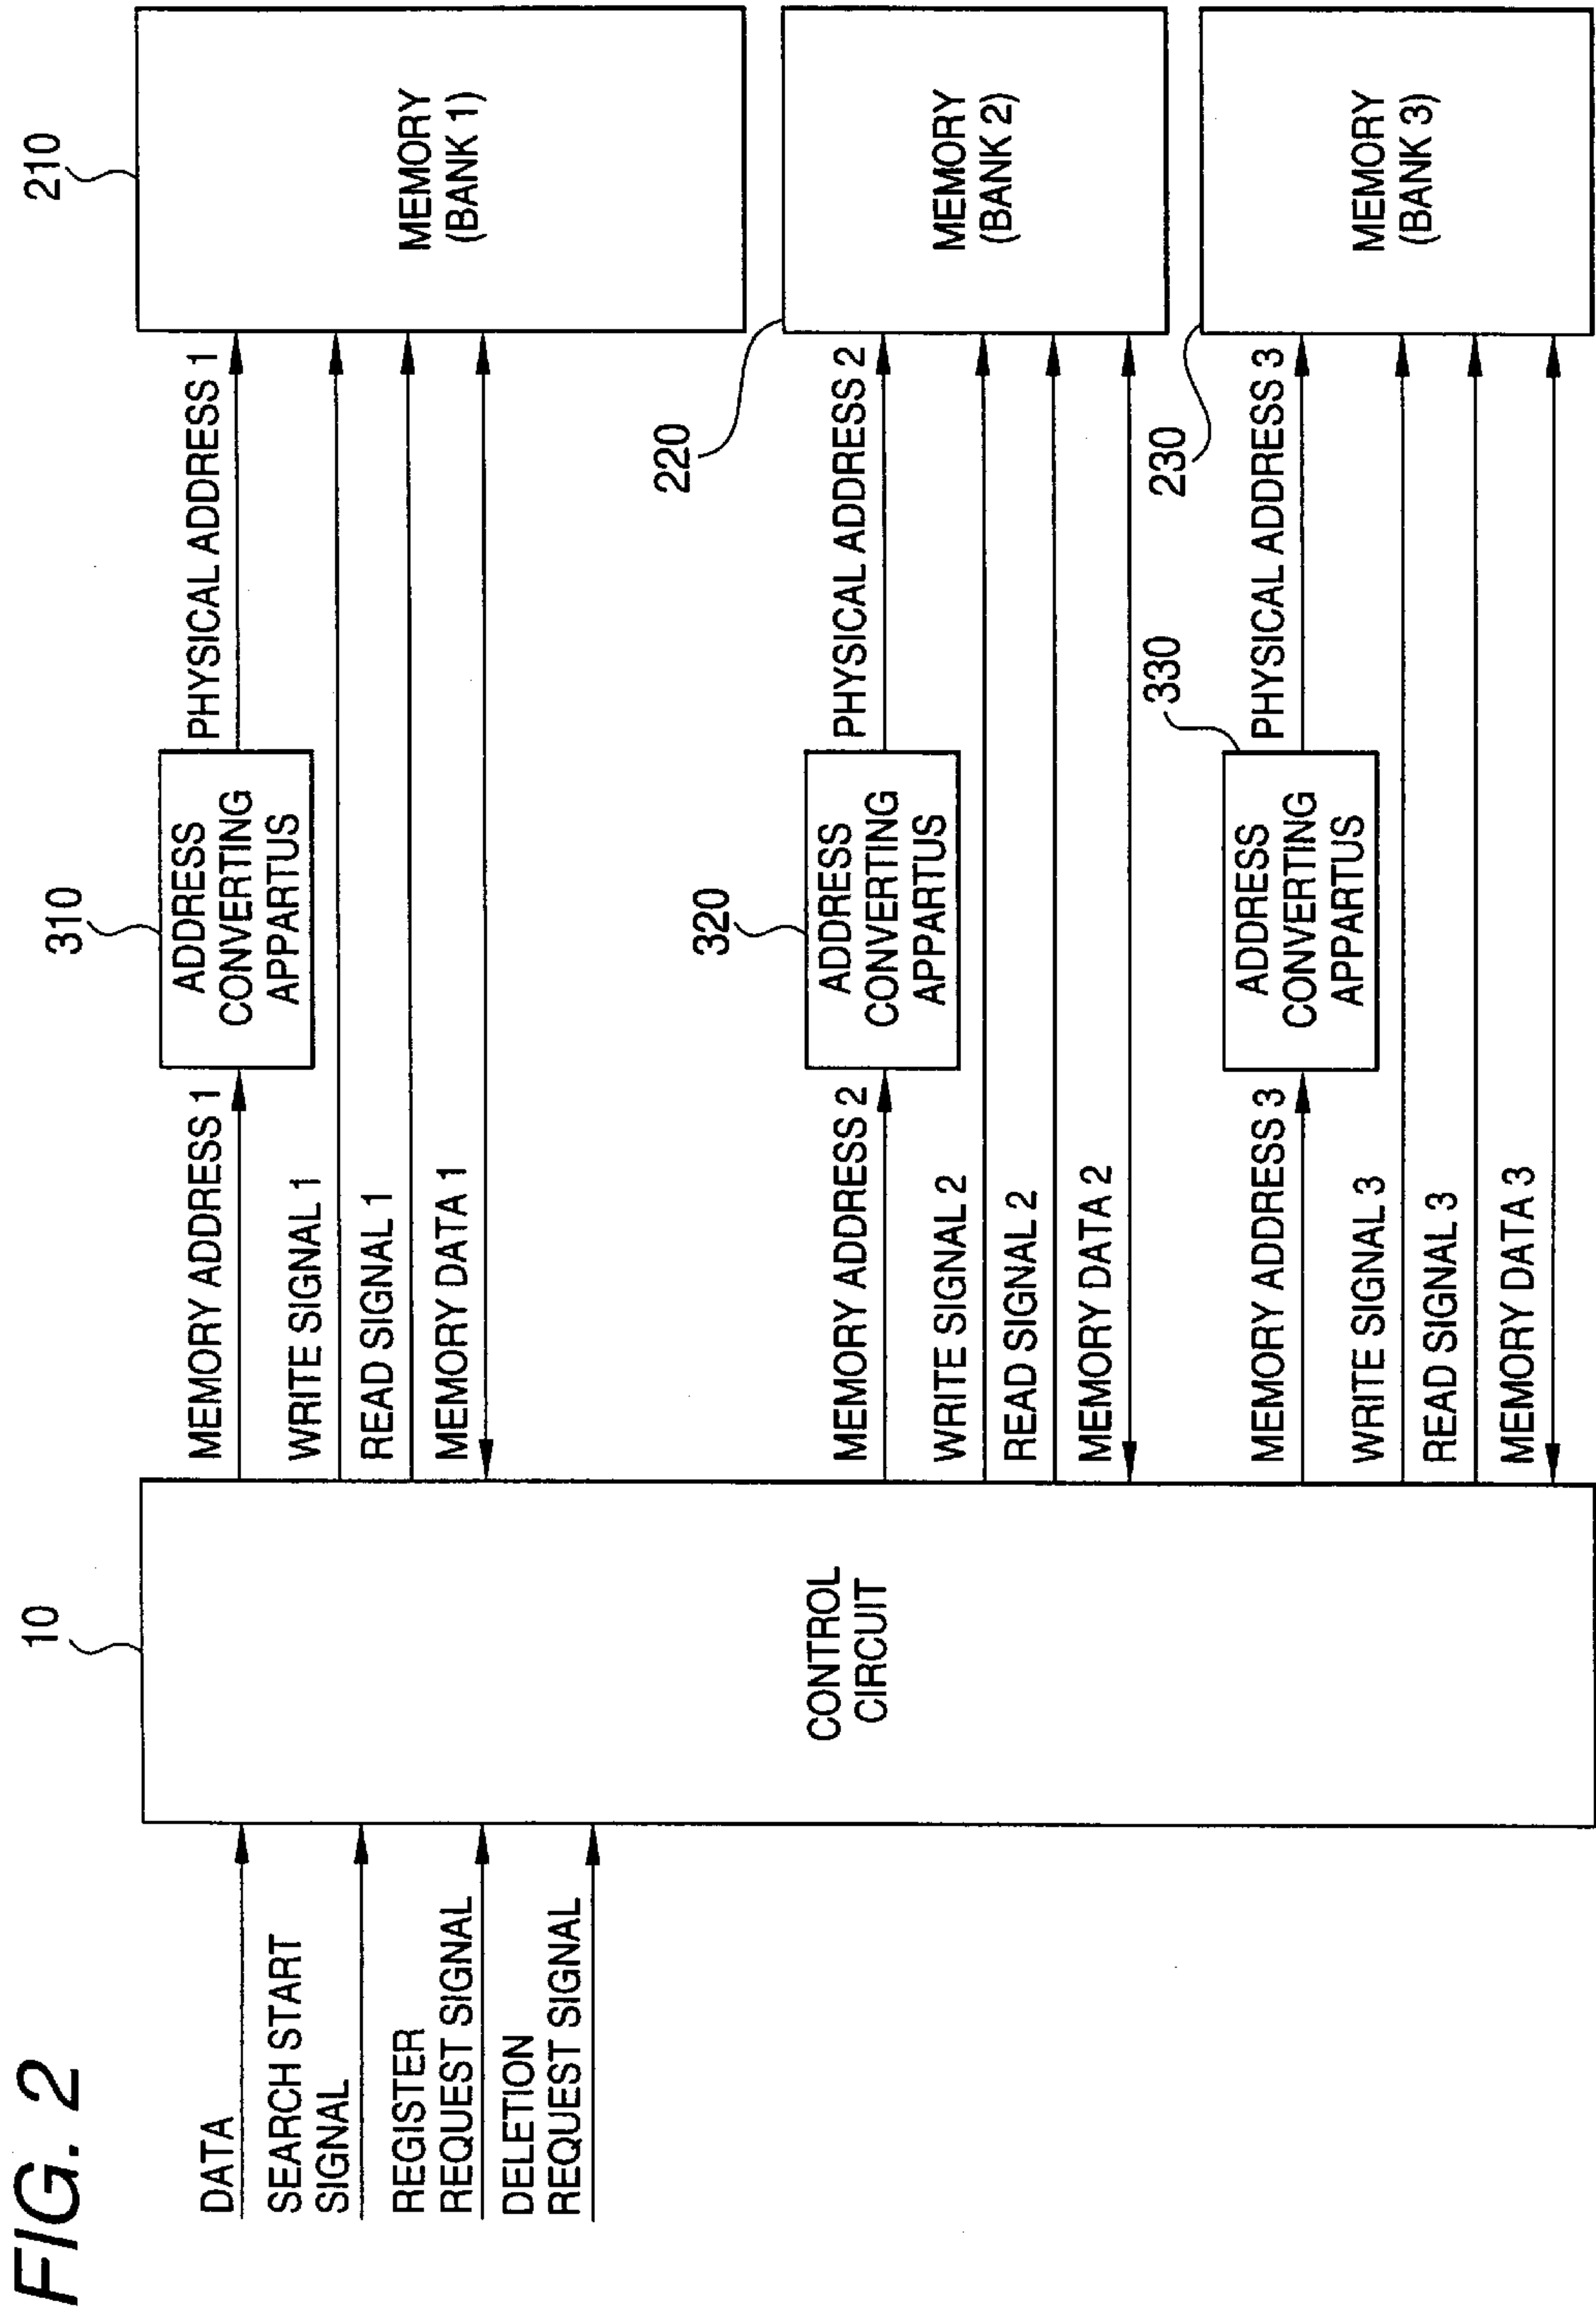 FIG. 2
DATA
SEARCH START
SIGNAL
REGISTER
REQUEST SIGNAL
DELETION
REQUEST SIGNAL
10
CONTROL
CIRCUIT
MEMORY ADDRESS 1
WRITE SIGNAL 1
READ SIGNAL 1
MEMORY DATA 1
310
ADDRESS
CONVERTING
APPARTUS
PHYSICAL ADDRESS 1
210
MEMORY
(BANK 1)
MEMORY ADDRESS 2
WRITE SIGNAL 2
READ SIGNAL 2
MEMORY DATA 2
320
ADDRESS
CONVERTING
APPARTUS
PHYSICAL ADDRESS 2
220
MEMORY
(BANK 2)
MEMORY ADDRESS 3
WRITE SIGNAL 3
READ SIGNAL 3
MEMORY DATA 3
330
ADDRESS
CONVERTING
APPARTUS
PHYSICAL ADDRESS 3
230
MEMORY
(BANK 3)